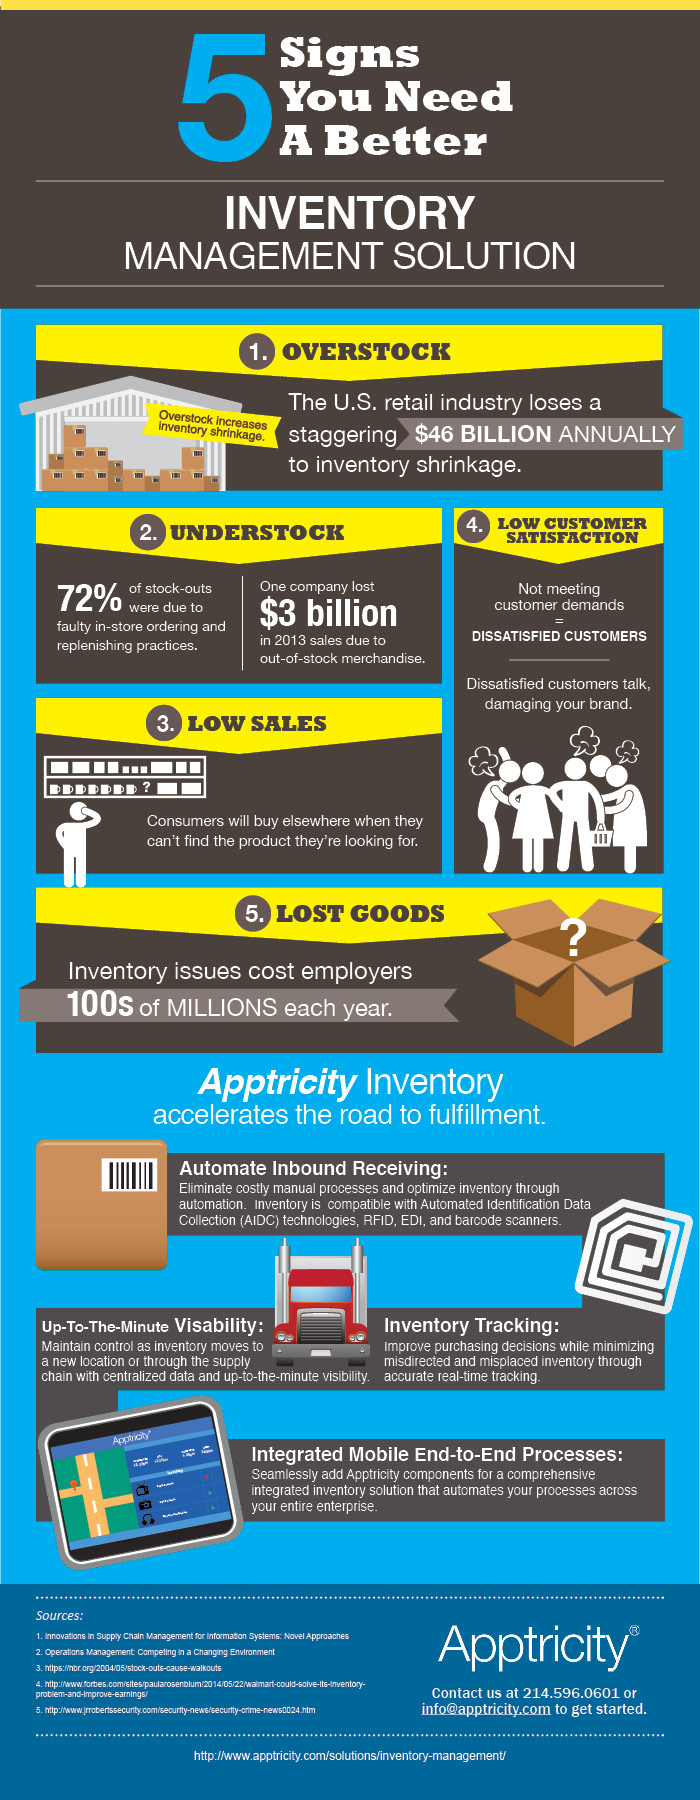 5 Signs
You Need
A Better
INVENTORY
MANAGEMENT SOLUTION
1. OVERSTOCK
Overstock increases
inventory shrinkage.
The U.S. retail industry loses a
staggering $46 BILLION ANNUALLY
to inventory shrinkage.
2. UNDERSTOCK
72% of stock-outs
were due to
faulty in-store ordering and
replenishing practices.
One company lost
$3 billion
in 2013 sales due to
out-of-stock merchandise.
3. LOW SALES
?
Consumers will buy elsewhere when they
can't find the product they're looking for.
4. LOW CUSTOMER
SATISFACTION
Not meeting
customer demands
=
DISSATISFIED CUSTOMERS
Dissatisfied customers talk,
damaging your brand.
5. LOST GOODS
?
Inventory issues cost employers
100s of MILLIONS each year.
Apptricity Inventory
accelerates the road to fulfillment.
Automate Inbound Receiving:
Eliminate costly manual processes and optimize inventory through
automation. Inventory is compatible with Automated Identification Data
Collection (AIDC) technologies, RFID, EDI, and barcode scanners.
Up-To-The-Minute Visability:
Maintain control as inventory moves to
a new location or through the supply
chain with centralized data and up-to-the-minute visibility.
Inventory Tracking:
Improve purchasing decisions while minimizing
misdirected and misplaced inventory through
accurate real-time tracking.
Apptricity
Integrated Mobile End-to-End Processes:
Seamlessly add Apptricity components for a comprehensive
integrated inventory solution that automates your processes across
your entire enterprise.
Sources:
1. Innovations in Supply Chain Management for Information Systems: Novel Approaches
2. Operations Management: Competing in a Changing Environment
3. https://hbr.org/2004/05/stock-outs-cause-walkouts
4. http://www.forbes.com/sites/paularosenblum/2014/05/22/walmart-could-solve-its-inventory-
problem-and-improve-earnings/
5. http://www.jrrobertssecurity.com/security-news/security-crime-news0024.htm
Apptricity®
Contact us at 214.596.0601 or
info@apptricity.com to get started.
http://www.apptricity.com/solutions/inventory-management/